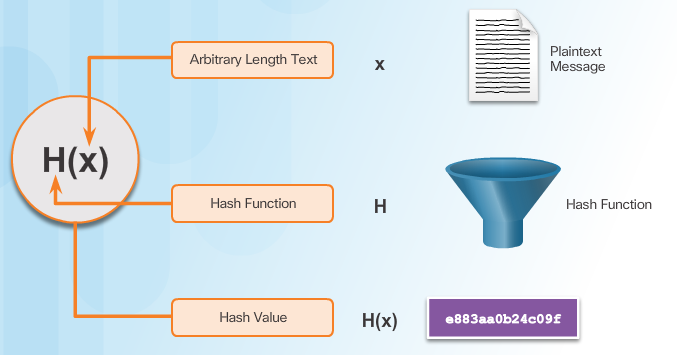 Arbitrary Length Text
x
Plaintext
Message
H(x)
Hash Function
H
Hash Function
Hash Value
H(x)
e883aa0b24c09f